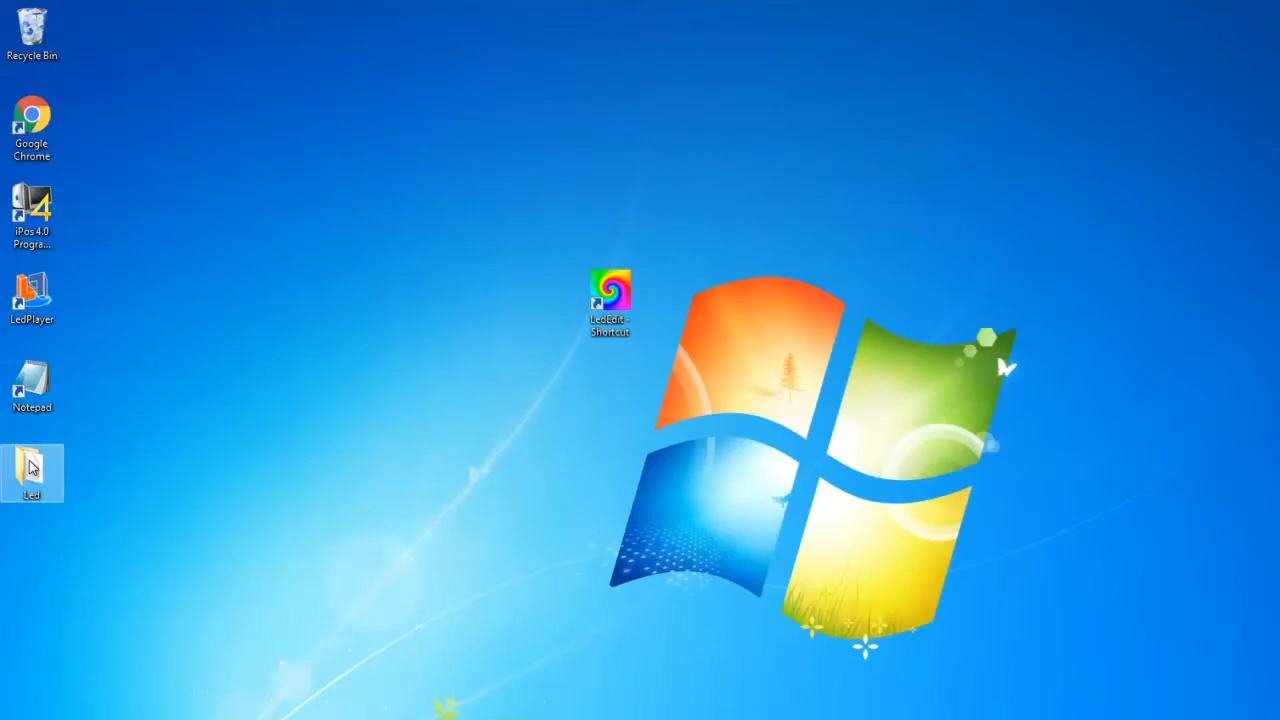 Recycle Bin
Google
Chrome
iPos 4.0
Progra...
LedPlayer
Notepad
Led
LedEdit -
Shortcut